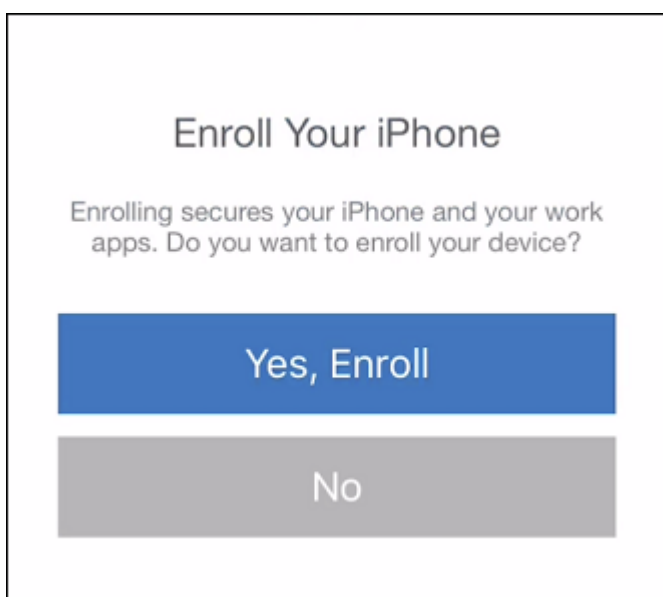 Enroll Your iPhone
Enrolling secures your iPhone and your work
apps. Do you want to enroll your device?
Yes, Enroll
No